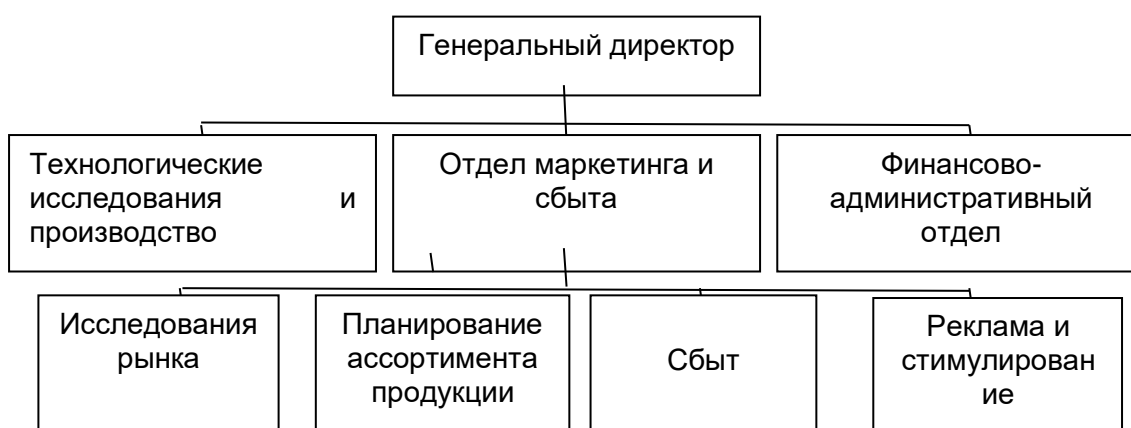 Генеральный директор
Технологические
исследования и
производство
Отдел маркетинга и
сбыта
Финансово-
административный
отдел
Исследования
рынка
Планирование
ассортимента
продукции
Сбыт
Реклама и
стимулирован
ие